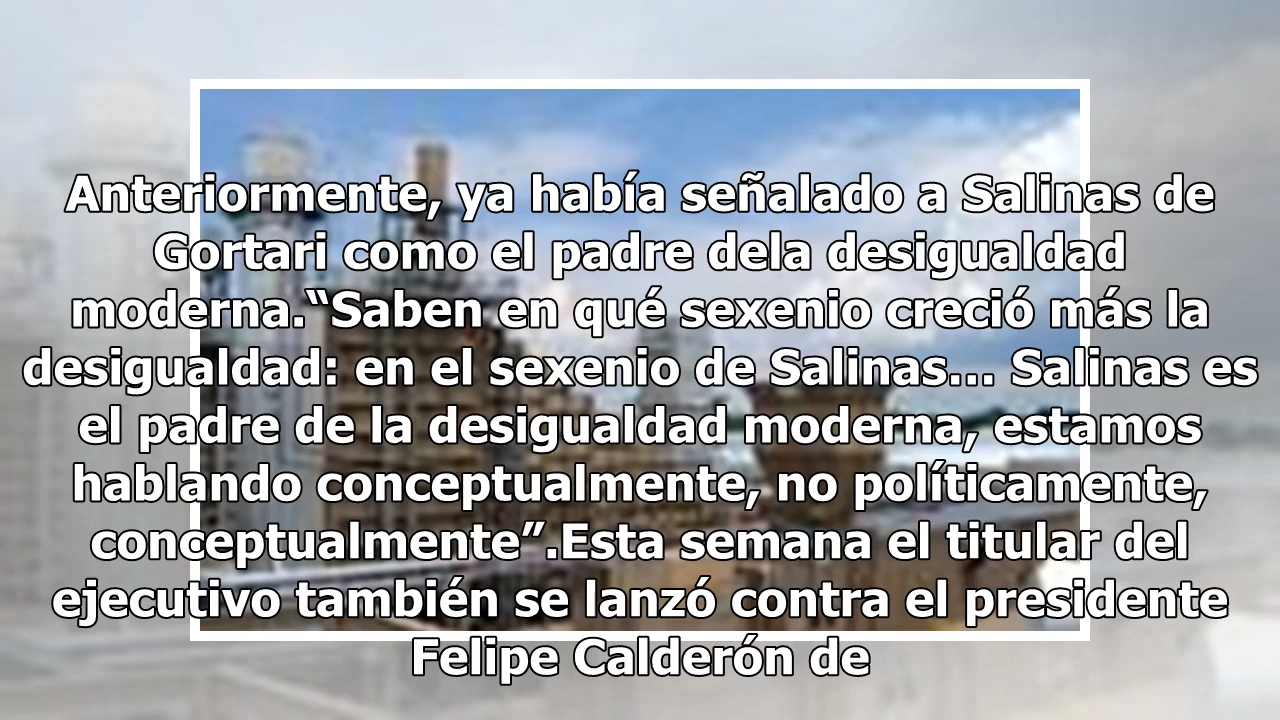 Anteriormente, ya había señalado a Salinas de
Gortari como el padre dela desigualdad
moderna.“Saben en qué sexenio creció más la
desigualdad: en el sexenio de Salinas... Salinas es
el padre de la desigualdad moderna, estamos
hablando conceptualmente, no políticamente,
conceptualmente”.Esta semana el titular del
ejecutivo también se lanzó contra el presidente
Felipe Calderón de